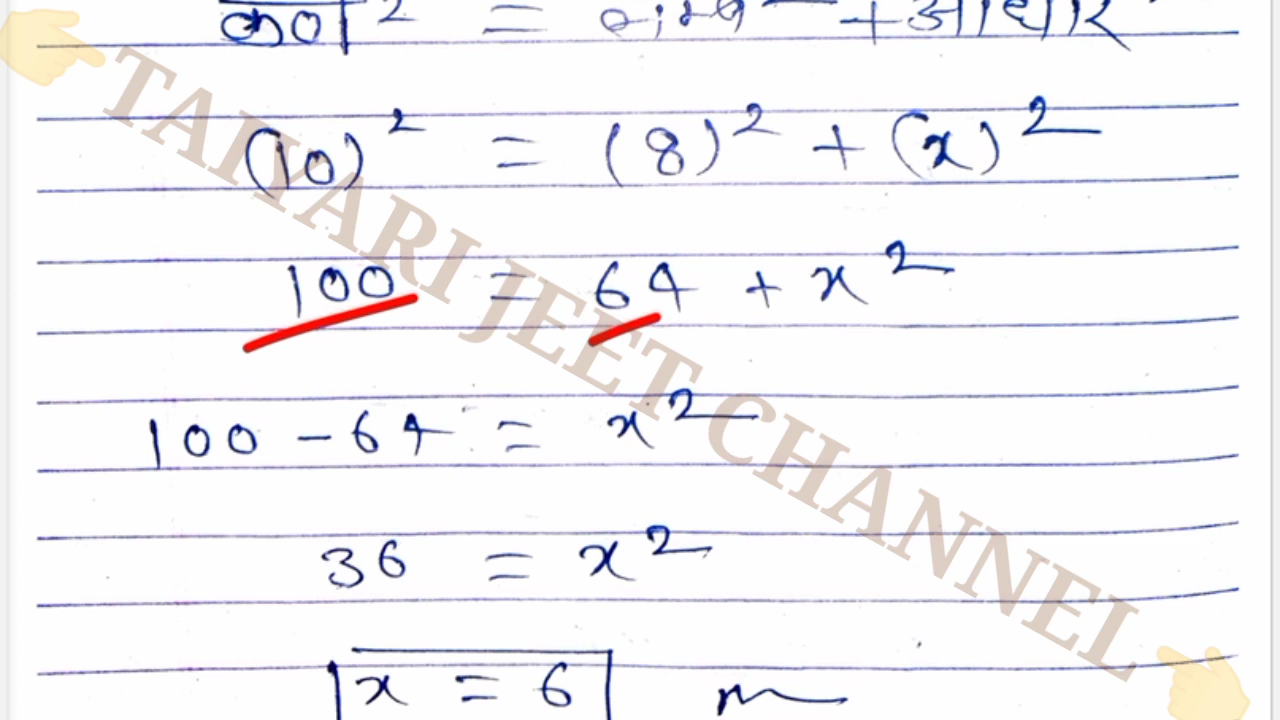 कर्ण² = लम्ब² + आधार²
(10)² = (8)² + (x)²
100 = 64 + x²
100 - 64 = x²
36 = x²
x = 6 m
TAIYARI JEET CHANNEL